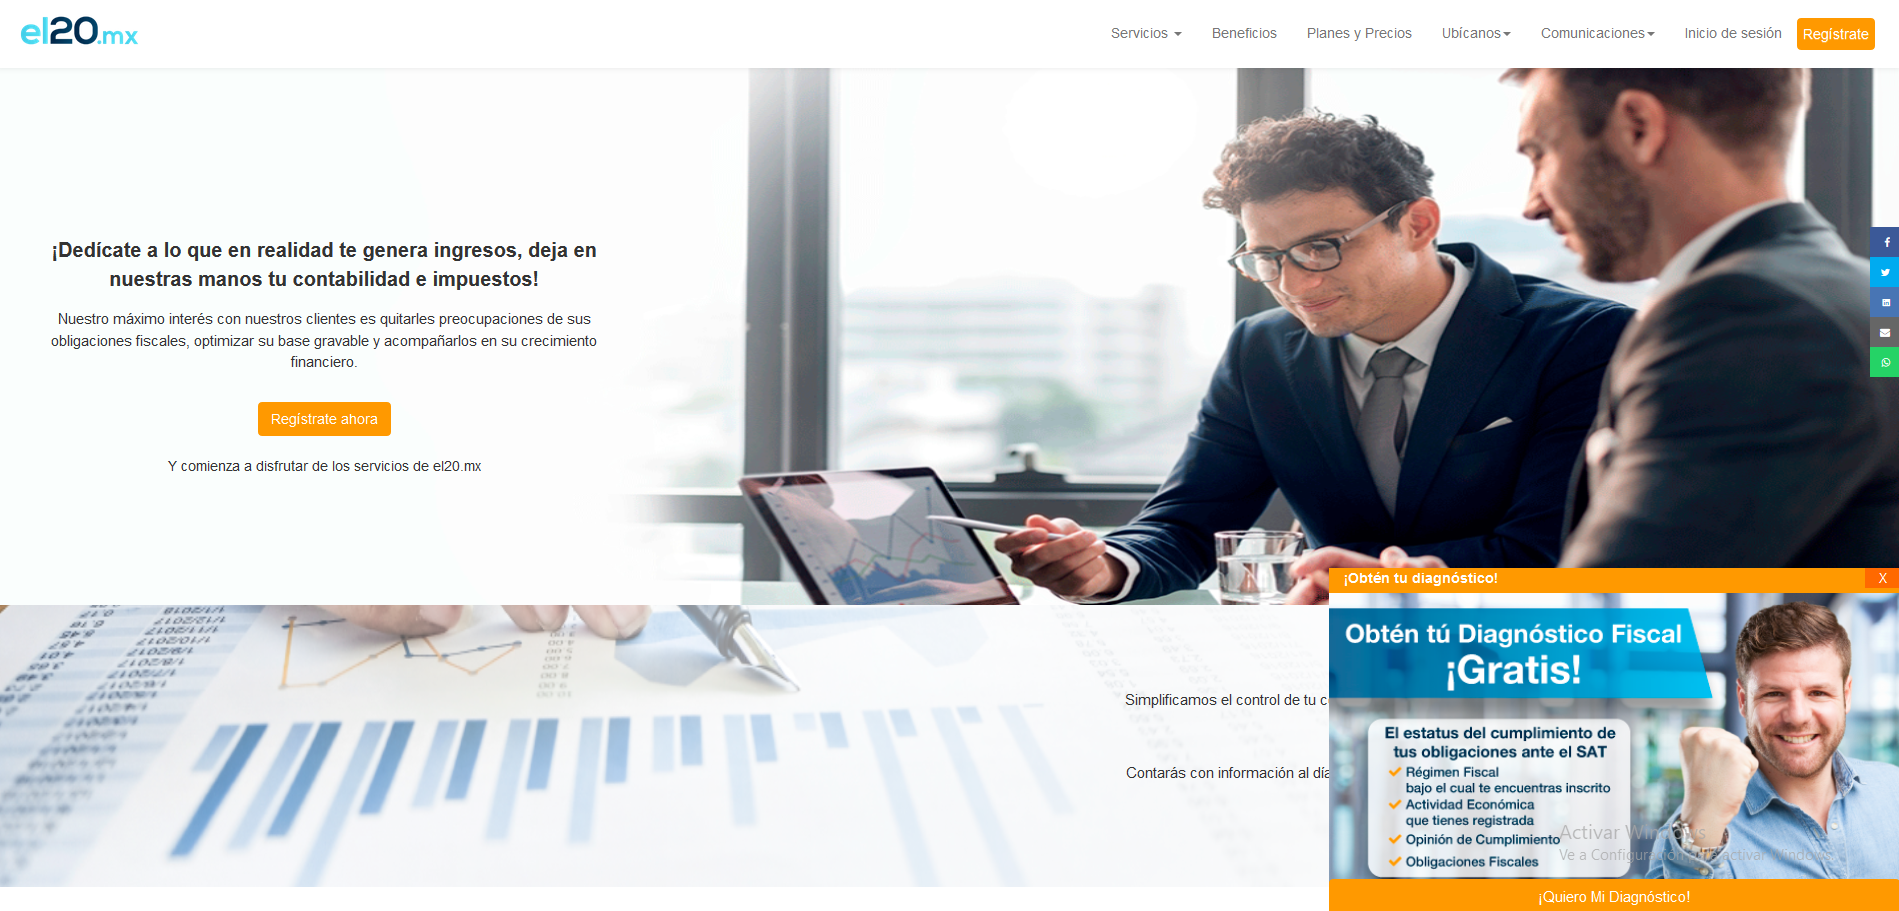 el20.mx
Servicios
Beneficios
Planes y Precios
Ubícanos
Comunicaciones
Inicio de sesión
Regístrate
¡Dedícate a lo que en realidad te genera ingresos, deja en
nuestras manos tu contabilidad e impuestos!
Nuestro máximo interés con nuestros clientes es quitarles preocupaciones de sus
obligaciones fiscales, optimizar su base gravable y acompañarlos en su crecimiento
financiero.
Regístrate ahora
Y comienza a disfrutar de los servicios de el20.mx
Simplificamos el control de tu
Contarás con información al día
¡Obtén tu diagnóstico!
X
Obtén tú Diagnóstico Fiscal
¡Gratis!
El estatus del cumplimiento de
tus obligaciones ante el SAT
Régimen Fiscal
bajo el cual te encuentras inscrito
Actividad Económica
que tienes registrada
Opinión de Cumplimiento
Obligaciones Fiscales
Activar Windows
Ve a Configuración para activar Windows.
¡Quiero Mi Diagnóstico!